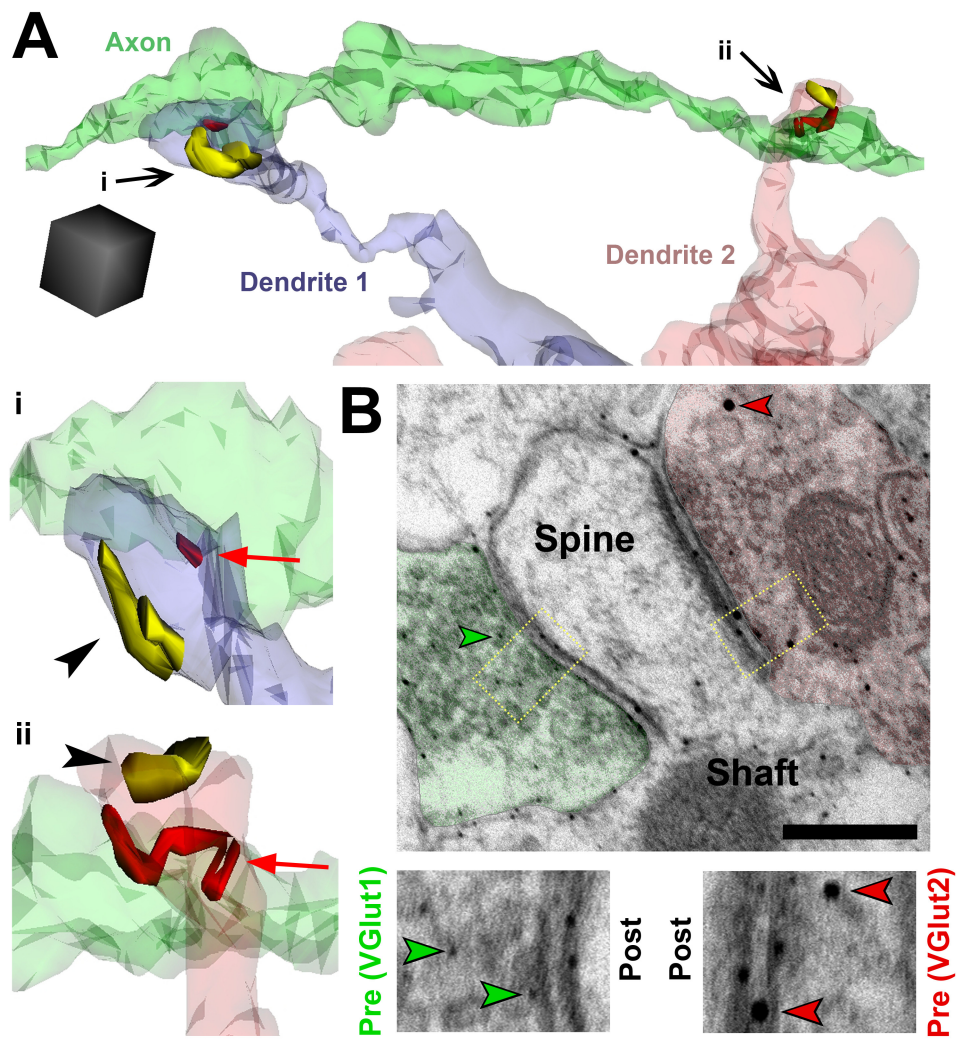 A
Axon
ii
i
Dendrite 1
Dendrite 2
i
B
Spine
Shaft
ii
Pre (VGlut1)
Post
Post
Pre (VGlut2)